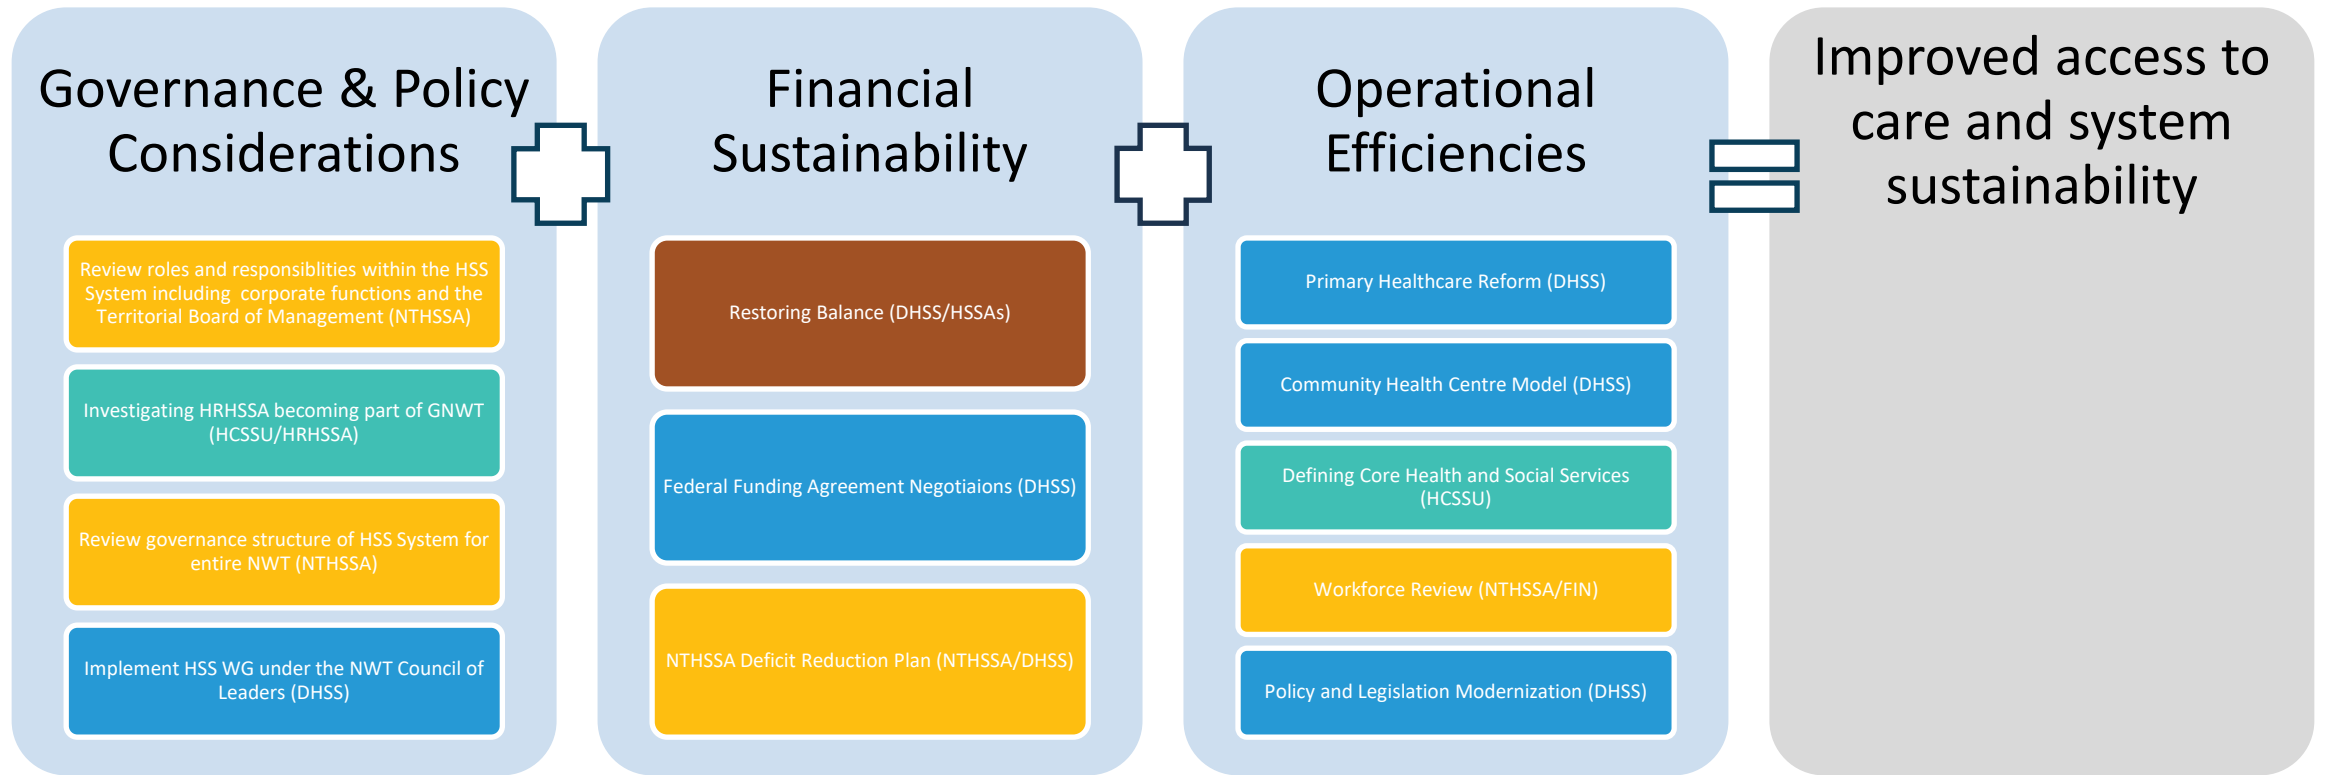 Governance & Policy
Considerations
Review roles and responsiblities within the HSS
System including  corporate functions and the
Territorial Board of Management (NTHSSA)
Investigating HRHSSA becoming part of GNWT
(HCSSU/HRHSSA)
Review governance structure of HSS System for
entire NWT (NTHSSA)
Implement HSS WG under the NWT Council of
Leaders (DHSS)
Financial
Sustainability
Restoring Balance (DHSS/HSSAs)
Federal Funding Agreement Negotiaions (DHSS)
NTHSSA Deficit Reduction Plan (NTHSSA/DHSS)
Operational
Efficiencies
Primary Healthcare Reform (DHSS)
Community Health Centre Model (DHSS)
Defining Core Health and Social Services
(HCSSU)
Workforce Review (NTHSSA/FIN)
Policy and Legislation Modernization (DHSS)
Improved access to
care and system
sustainability